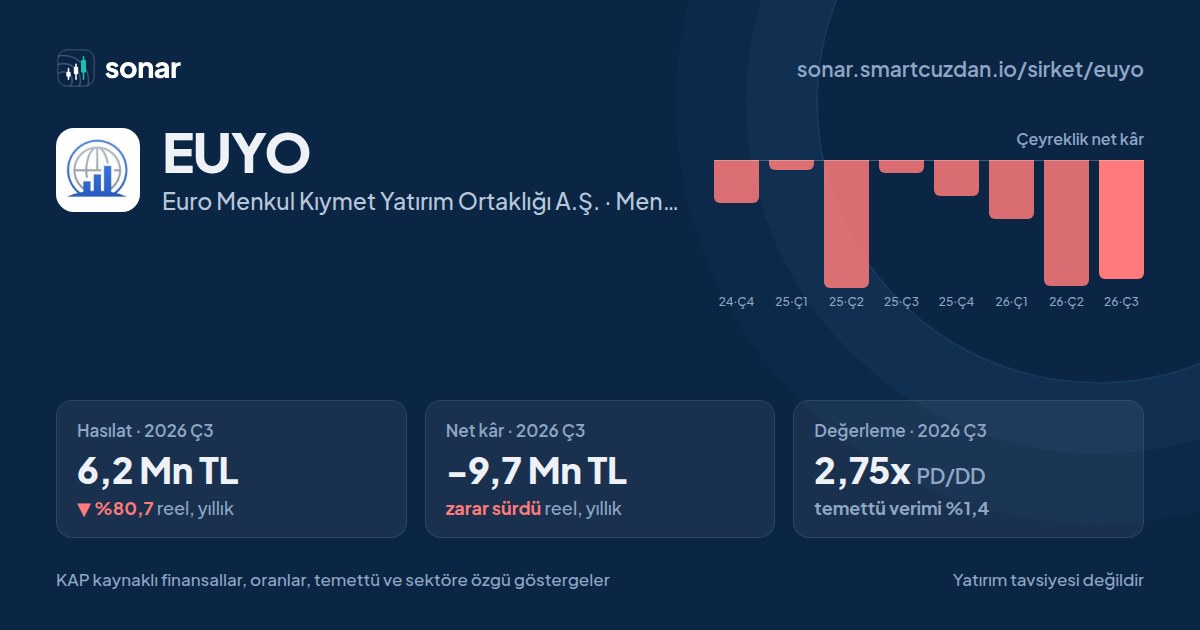 sonar
sonar.smartcuzdan.io/sirket/euyo
EUYO
Euro Menkul Kıymet Yatırım Ortaklığı A.Ş. · Men...
Çeyreklik net kâr
24·Ç4 25·Ç1 25·Ç2 25·Ç3 25·Ç4 26·Ç1 26·Ç2 26·Ç3
Hasılat · 2026 Ç3
6,2 Mn TL
▼ %80,7 reel, yıllık
Net kâr · 2026 Ç3
−9,7 Mn TL
zarar sürdü reel, yıllık
Değerleme · 2026 Ç3
2,75x PD/DD
temettü verimi %1,4
KAP kaynaklı finansallar, oranlar, temettü ve sektöre özgü göstergeler
Yatırım tavsiyesi değildir